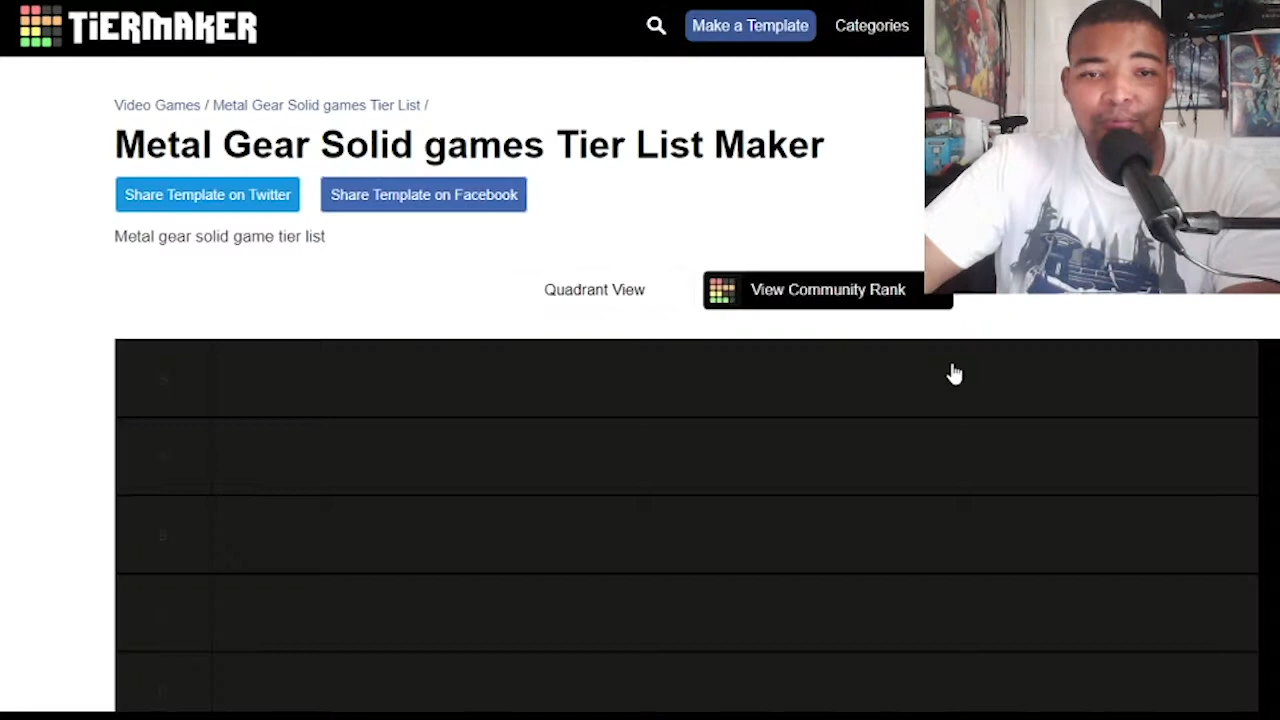 TIERMAKER
Make a Template
Categories
Video Games / Metal Gear Solid games Tier List /
Metal Gear Solid games Tier List Maker
Share Template on Twitter
Share Template on Facebook
Metal gear solid game tier list
Quadrant View
View Community Rank
S
B